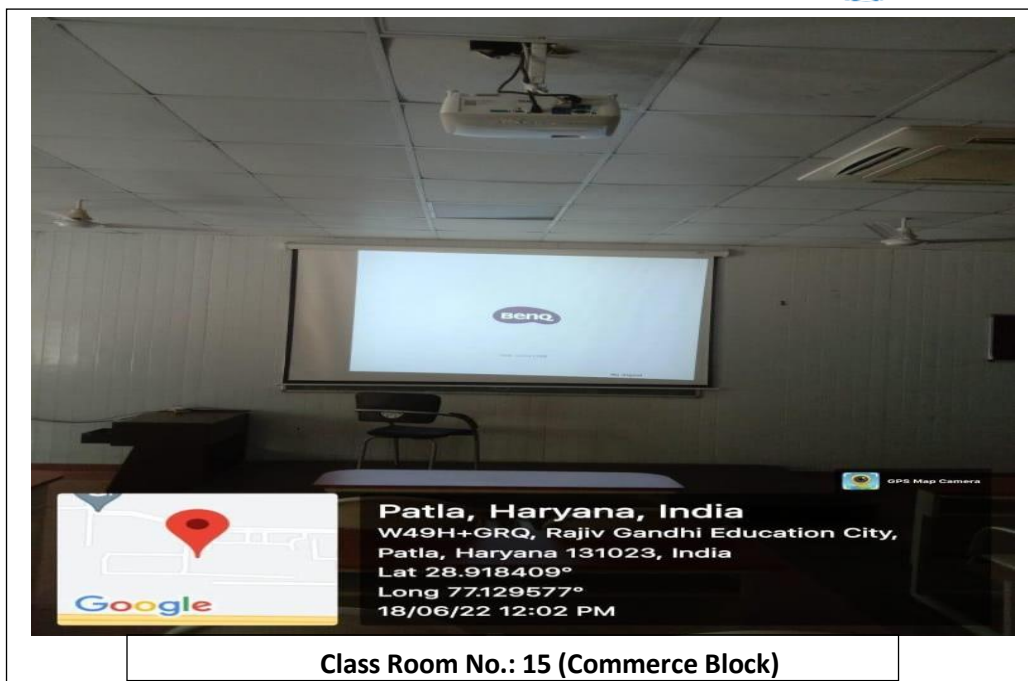 BenQ
GPS Map Camera
Patla, Haryana, India
W49H+GRQ, Rajiv Gandhi Education City,
Patla, Haryana 131023, India
Lat 28.918409°
Long 77.129577°
18/06/22 12:02 PM
Google
Class Room No.: 15 (Commerce Block)